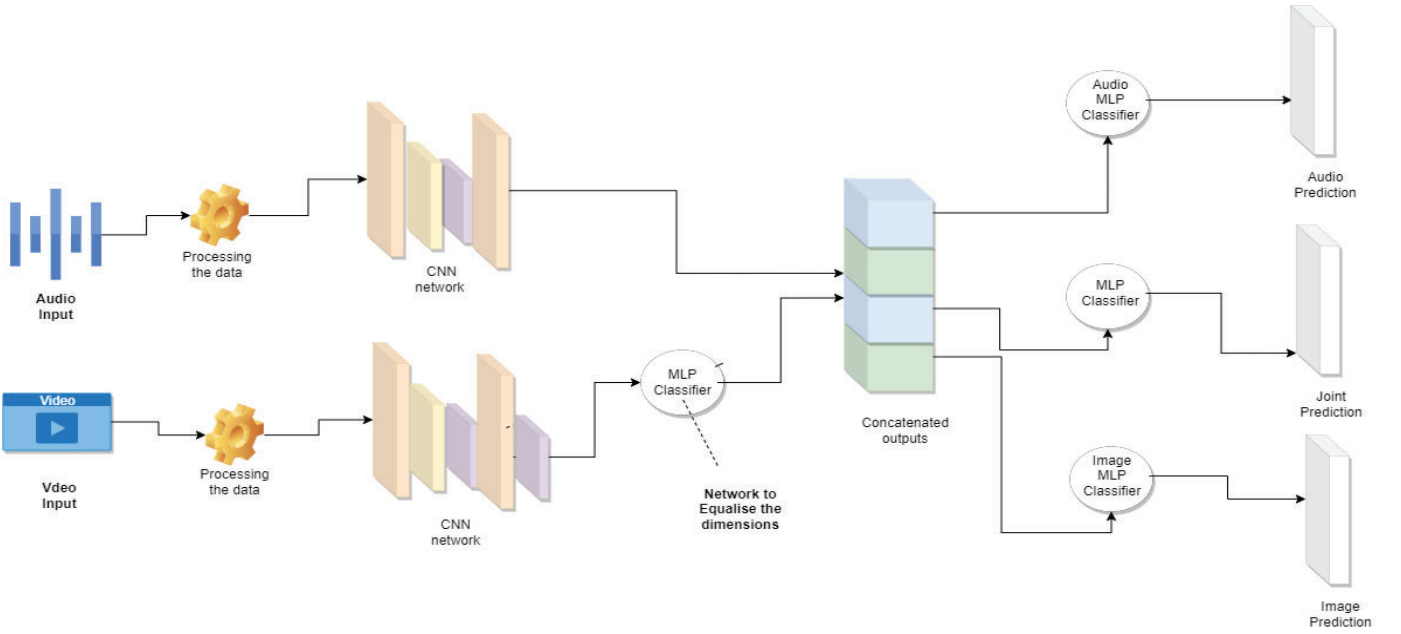 Audio
MLP
Classifier
Audio
Prediction
Processing
the data
CNN
network
Audio
Input
MLP
Classifier
Joint
Prediction
Video
MLP
Classifier
Concatenated
outputs
Processing
the data
Vdeo
Input
Network to
Equalise the
dimensions
CNN
network
Image
MLP
Classifier
Image
Prediction